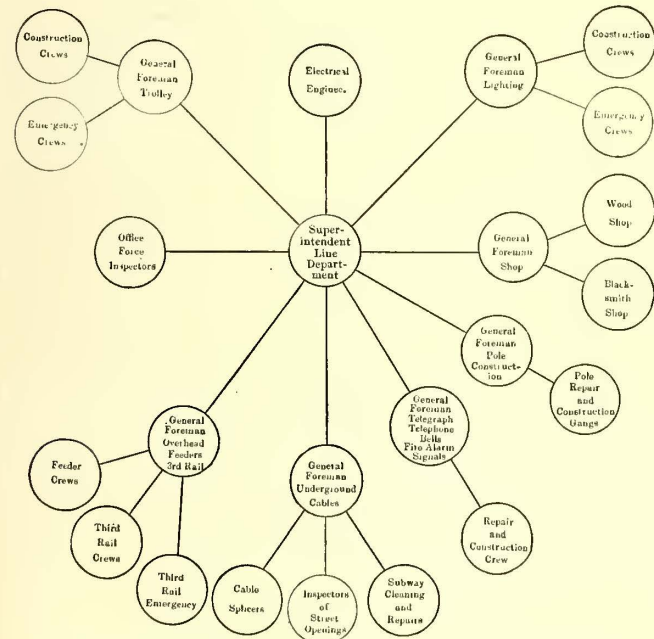 Construction
Crews
General
Foreman
Trolley
Emergency
Crews
Electrical
Engineer
General
Foreman
Lighting
Construction
Crews
Emergency
Crews
Office
Force
Inspectors
Super-
intendent
Line
Depart-
ment
General
Foreman
Shop
Wood
Shop
Black-
smith
Shop
General
Foreman
Pole
Construct-
ion
Pole
Repair
and
Construction
Gangs
General
Foreman
Telegraph
Telephone
Bells
Fire Alarm
Signals
Repair
and
Construction
Crew
General
Foreman
Overhead
Feeders
3rd Rail
Feeder
Crews
Third
Rail
Crews
Third
Rail
Emergency
General
Foreman
Underground
Cables
Cable
Splicers
Inspectors
of
Street
Openings
Subway
Cleaning
and
Repairs